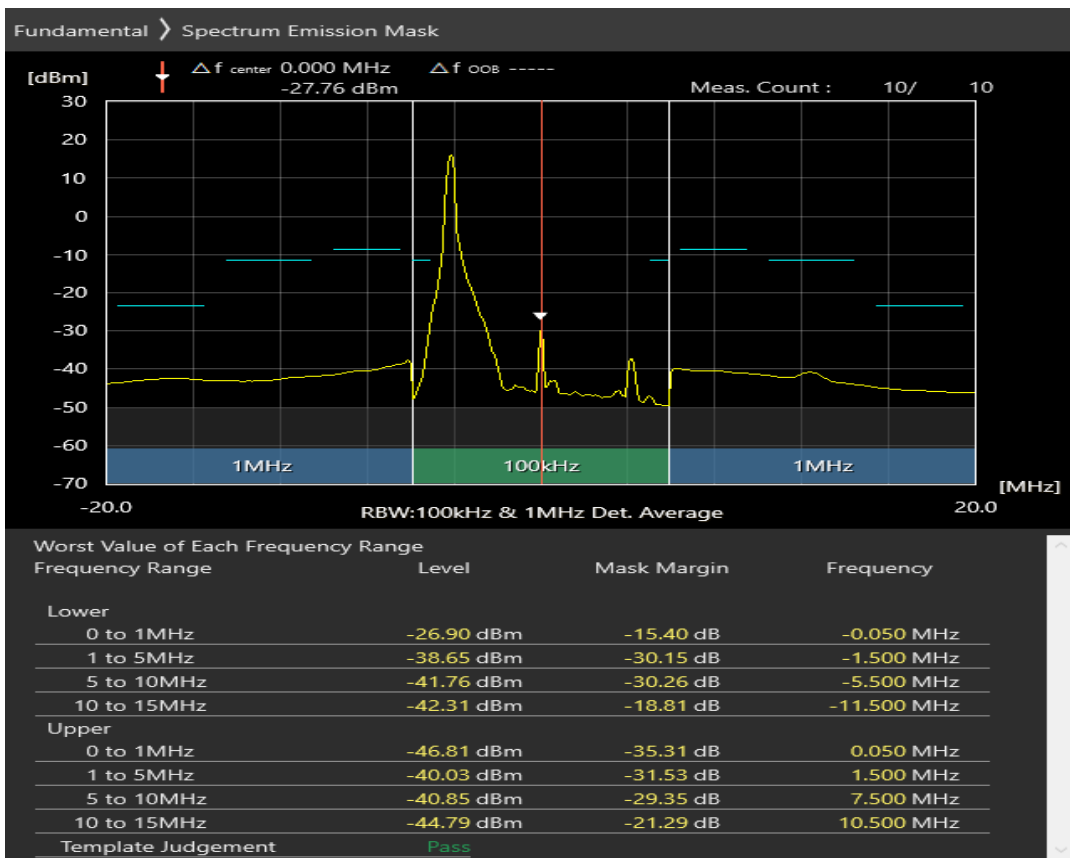 Fundamental 〉 Spectrum Emission Mask
[dBm] △f center 0.000 MHz △f OOB -----
-27.76 dBm Meas. Count : 10/ 10
30
20
10
0
-10
-20
-30
-40
-50
-60
1MHz 100kHz 1MHz
-70
[MHz]
-20.0 RBW:100kHz & 1MHz Det. Average 20.0
Worst Value of Each Frequency Range
Frequency Range Level Mask Margin Frequency
Lower
0 to 1MHz -26.90 dBm -15.40 dB -0.050 MHz
1 to 5MHz -38.65 dBm -30.15 dB -1.500 MHz
5 to 10MHz -41.76 dBm -30.26 dB -5.500 MHz
10 to 15MHz -42.31 dBm -18.81 dB -11.500 MHz
Upper
0 to 1MHz -46.81 dBm -35.31 dB 0.050 MHz
1 to 5MHz -40.03 dBm -31.53 dB 1.500 MHz
5 to 10MHz -40.85 dBm -29.35 dB 7.500 MHz
10 to 15MHz -44.79 dBm -21.29 dB 10.500 MHz
Template Judgement Pass